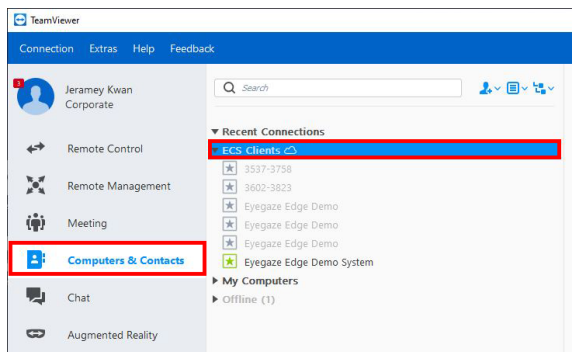 TeamViewer
Connection Extras Help Feedback
3
Jeramey Kwan
Corporate
Remote Control
Remote Management
Meeting
Computers & Contacts
Chat
Augmented Reality
Search
Recent Connections
ECS Clients
3537-3758
3602-3823
Eyegaze Edge Demo
Eyegaze Edge Demo
Eyegaze Edge Demo
Eyegaze Edge Demo System
My Computers
Offline (1)